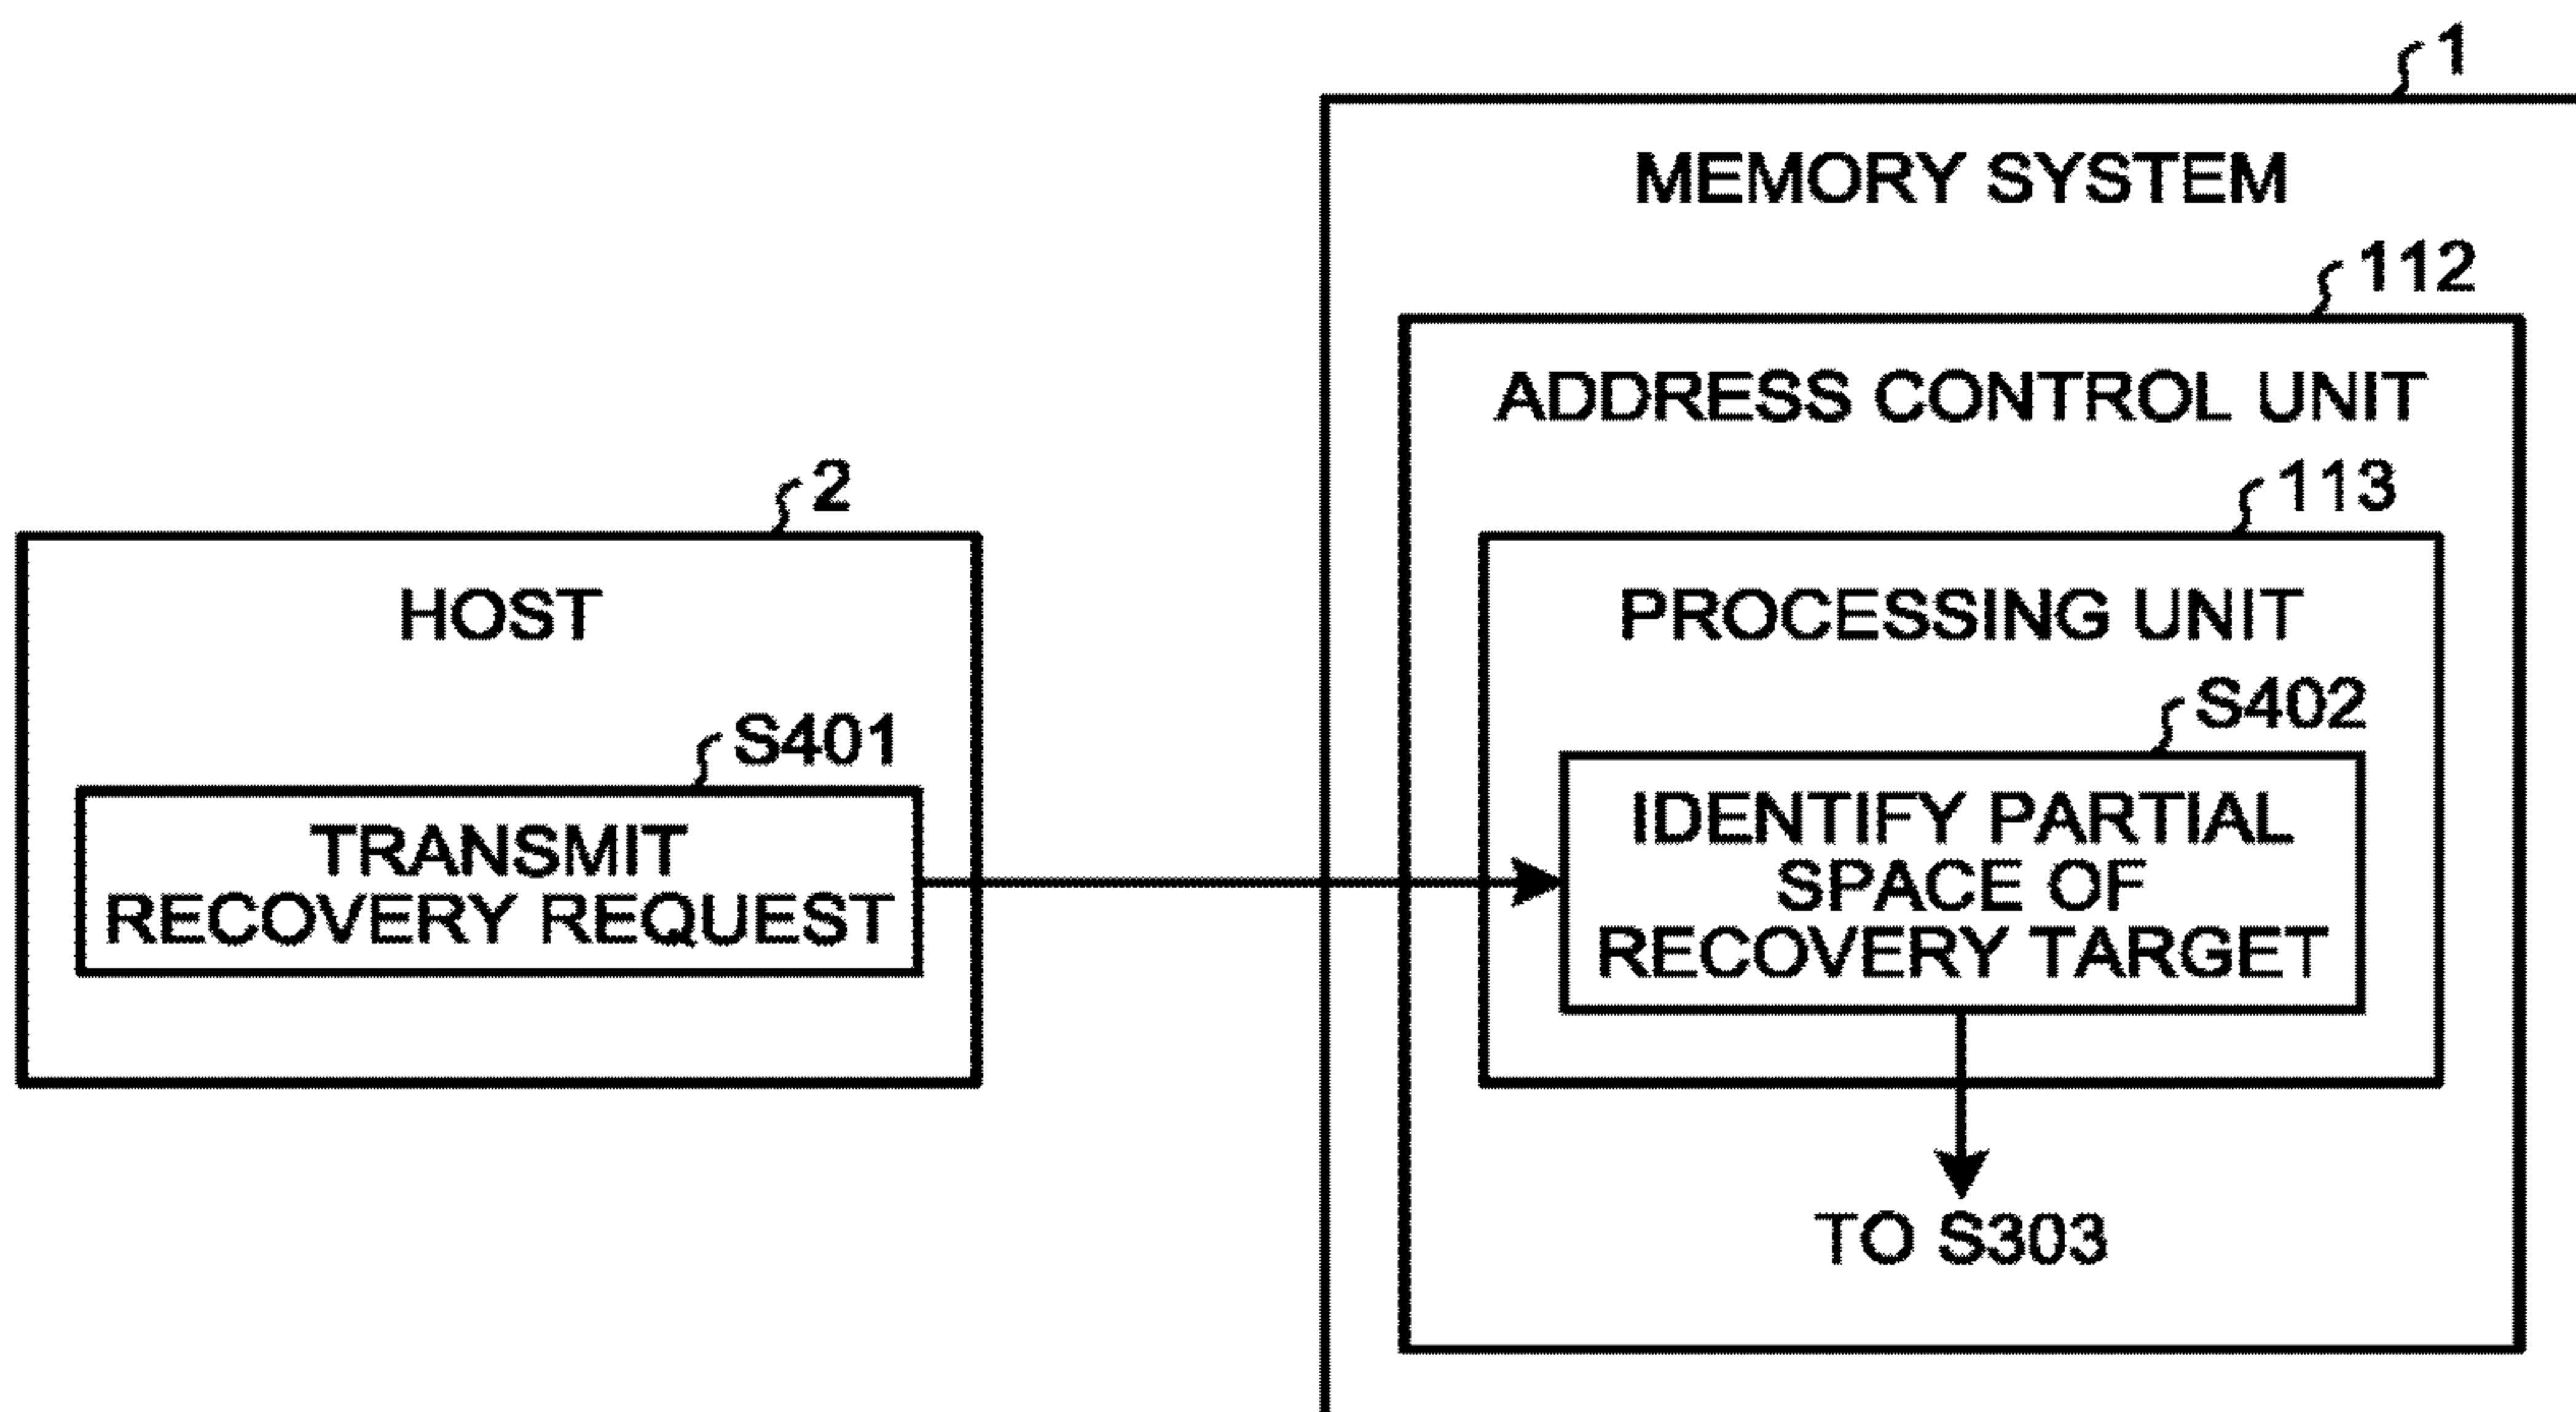 1
MEMORY SYSTEM
112
ADDRESS CONTROL UNIT
2
113
HOST
PROCESSING UNIT
S401
S402
TRANSMIT
RECOVERY REQUEST
IDENTIFY PARTIAL
SPACE OF
RECOVERY TARGET
TO S303